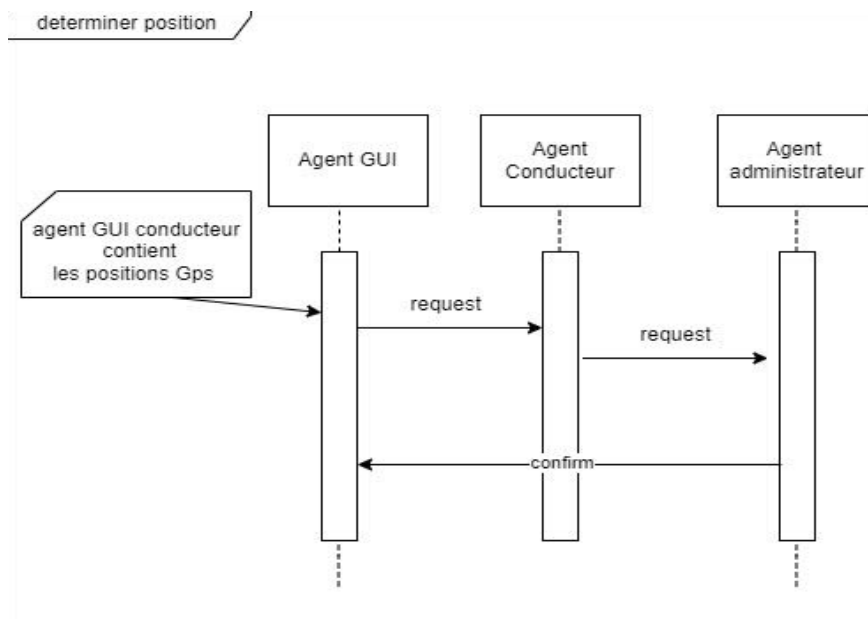 determiner position
Agent GUI
Agent
Conducteur
Agent
administrateur
agent GUI conducteur
contient
les positions Gps
request
request
confirm